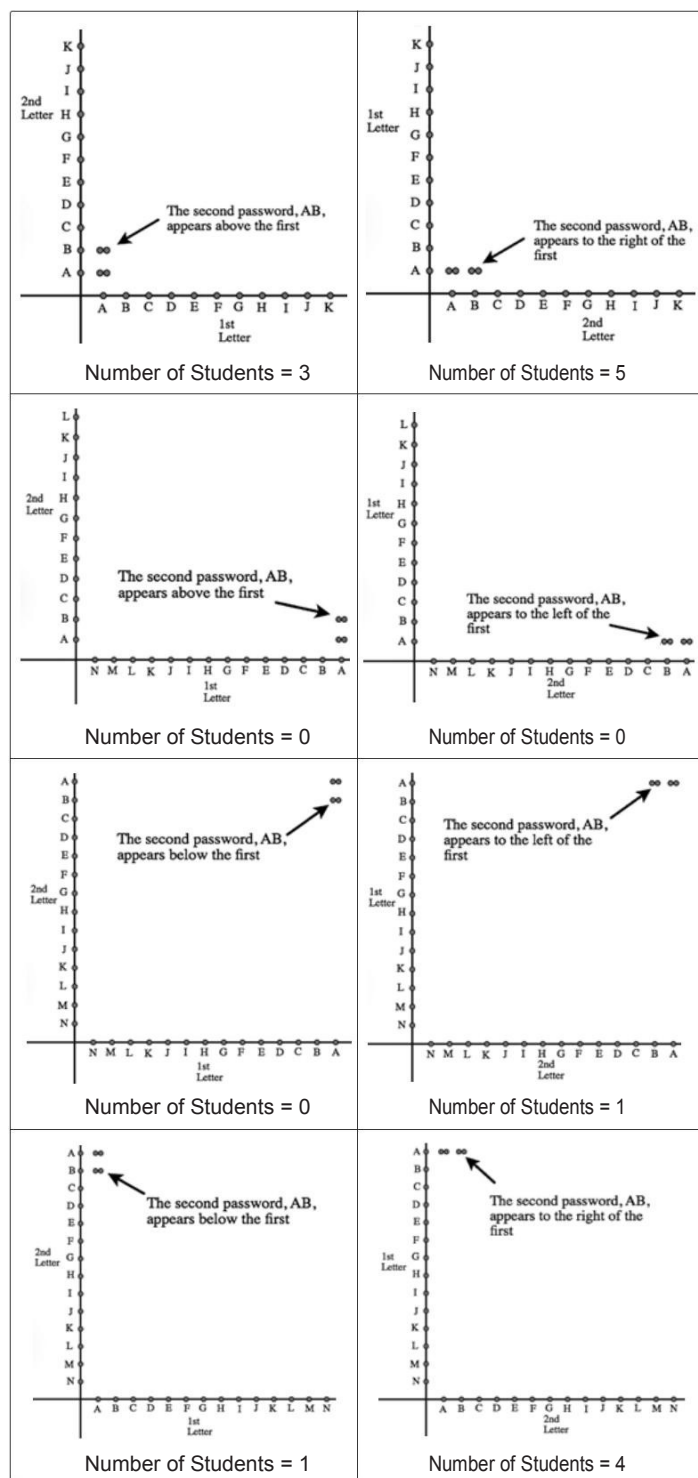 K
J
I
2nd
Letter H
G
F
E
D
C
B
A
The second password, AB,
appears above the first
A B C D E F G H I J K
1st
Letter
Number of Students = 3
K
J
I
1st
Letter H
G
F
E
D
C
B
A
The second password, AB,
appears to the right of the
first
A B C D E F G H I J K
2nd
Letter
Number of Students = 5
L
K
J
I
2nd H
Letter G
F
E
D
C
B
A
The second password, AB,
appears above the first
N M L K J I H G F E D C B A
1st
Letter
Number of Students = 0
L
K
J
I
1st H
Letter G
F
E
D
C
B
A
The second password, AB,
appears to the left of the
first
N M L K J I H G F E D C B A
2nd
Letter
Number of Students = 0
A
B
C
D
E
F
2nd G
Letter H
I
J
K
L
M
N
The second password, AB,
appears below the first
N M L K J I H G F E D C B A
1st
Letter
Number of Students = 0
A
B
C
D
E
F
1st G
Letter H
I
J
K
L
M
N
The second password, AB,
appears to the left of the
first
N M L K J I H G F E D C B A
2nd
Letter
Number of Students = 1
A
B
C
D
E
F
2nd G
Letter H
I
J
K
L
M
N
The second password, AB,
appears below the first
A B C D E F G H I J K L M N
1st
Letter
Number of Students = 1
A
B
C
D
E
F
1st G
Letter H
I
J
K
L
M
N
The second password, AB,
appears to the right of the
first
A B C D E F G H I J K L M N
2nd
Letter
Number of Students = 4